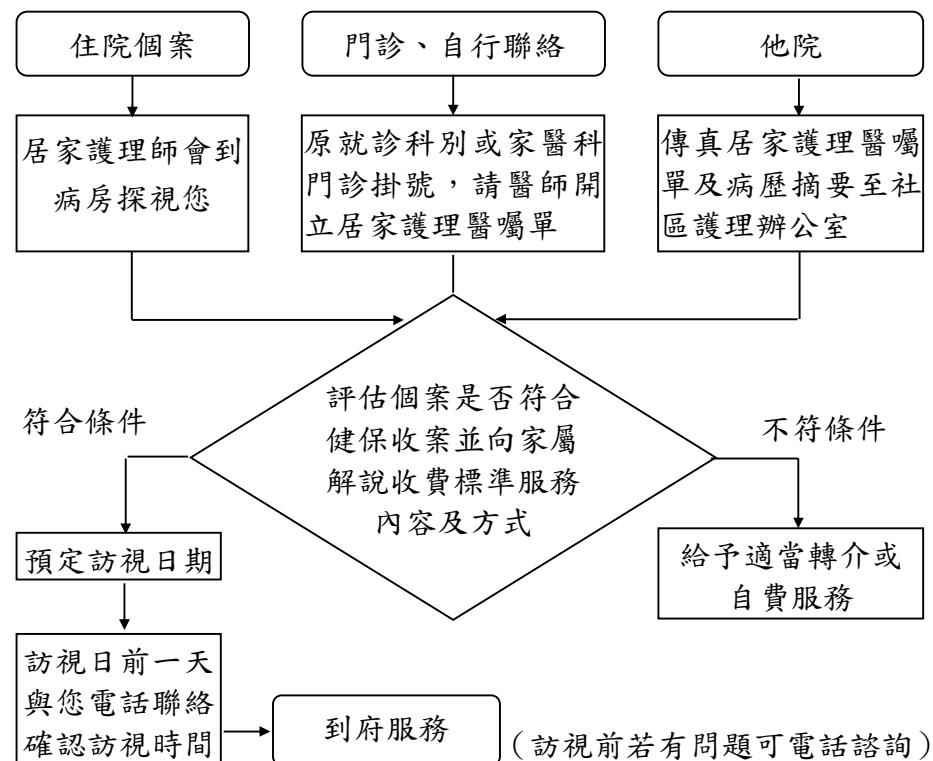 住院個案
門診、自行聯絡
他院
居家護理師會到
病房探視您
原就診科別或家醫科
門診掛號，請醫師開
立居家護理醫囑單
傳真居家護理醫囑
單及病歷摘要至社
區護理辦公室
評估個案是否符合
健保收案並向家屬
解說收費標準服務
內容及方式
符合條件
不符條件
預定訪視日期
給予適當轉介或
自費服務
訪視日前一天
與您電話聯絡
確認訪視時間
到府服務
（訪視前若有問題可電話諮詢）